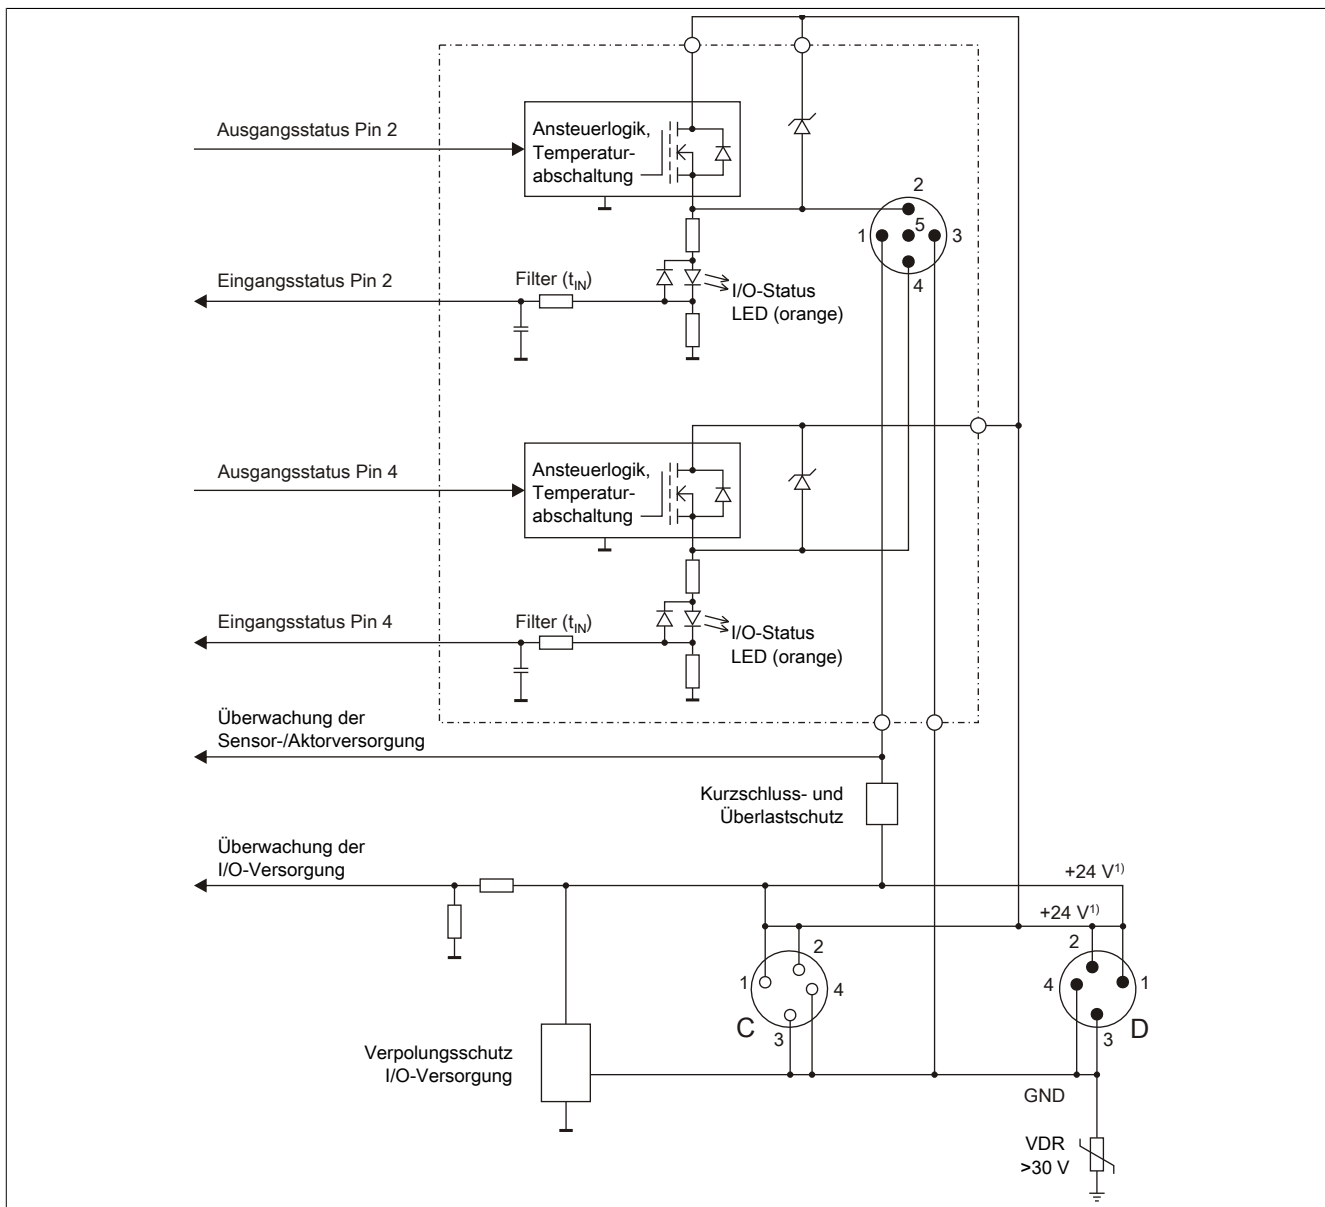 Ausgangsstatus Pin 2
Ansteuerlogik,
Temperatur-
abschaltung
2
1
5
3
4
Eingangsstatus Pin 2
Filter (tIN)
I/O-Status
LED (orange)
Ausgangsstatus Pin 4
Ansteuerlogik,
Temperatur-
abschaltung
Eingangsstatus Pin 4
Filter (tIN)
I/O-Status
LED (orange)
Überwachung der
Sensor-/Aktorversorgung
Kurzschluss- und
Überlastschutz
Überwachung der
I/O-Versorgung
+24 V1)
+24 V1)
2
1
4
3
C
2
4
1
3
D
Verpolungsschutz
I/O-Versorgung
GND
VDR
>30 V